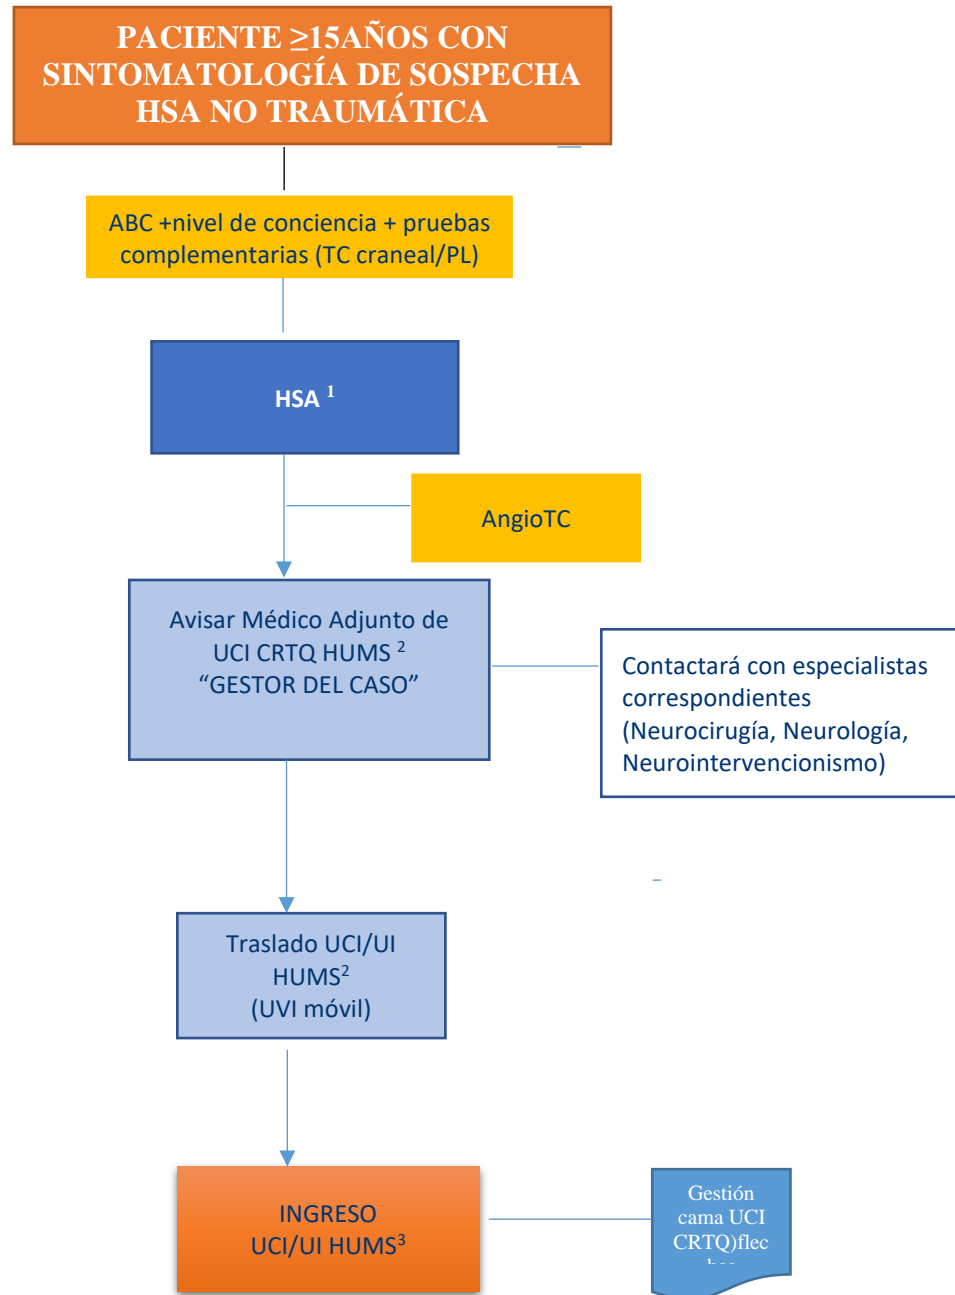 PACIENTE ≥15AÑOS CON
SINTOMATOLOGÍA DE SOSPECHA
HSA NO TRAUMÁTICA
ABC +nivel de conciencia + pruebas
complementarias (TC craneal/PL)
HSA ¹
AngioTC
Avisar Médico Adjunto de
UCI CRTQ HUMS ²
“GESTOR DEL CASO”
Contactará con especialistas
correspondientes
(Neurocirugía, Neurología,
Neurointervencionismo)
Traslado UCI/UI
HUMS²
(UVI móvil)
INGRESO
UCI/UI HUMS³
Gestión
cama UCI
CRTQ)flec